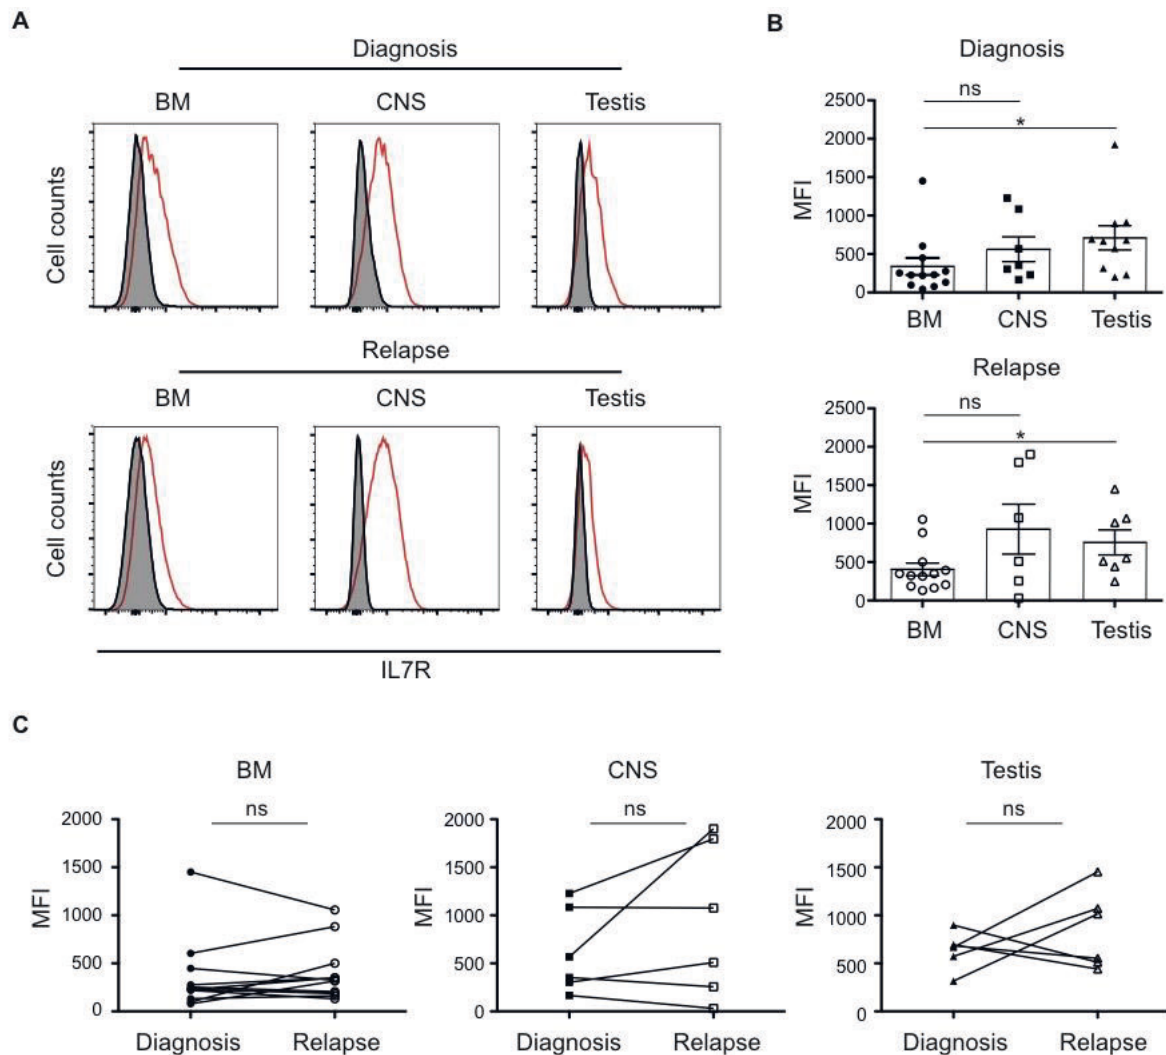 A
Diagnosis
BM CNS Testis
Cell counts
Relapse
BM CNS Testis
Cell counts
IL7R
B
Diagnosis
ns
*
2500
2000
1500
1000
500
0
MFI
BM CNS Testis
Relapse
ns
*
2500
2000
1500
1000
500
0
MFI
BM CNS Testis
C
BM
ns
2000
1500
1000
500
0
MFI
Diagnosis Relapse
CNS
ns
2000
1500
1000
500
0
MFI
Diagnosis Relapse
Testis
ns
2000
1500
1000
500
0
MFI
Diagnosis Relapse